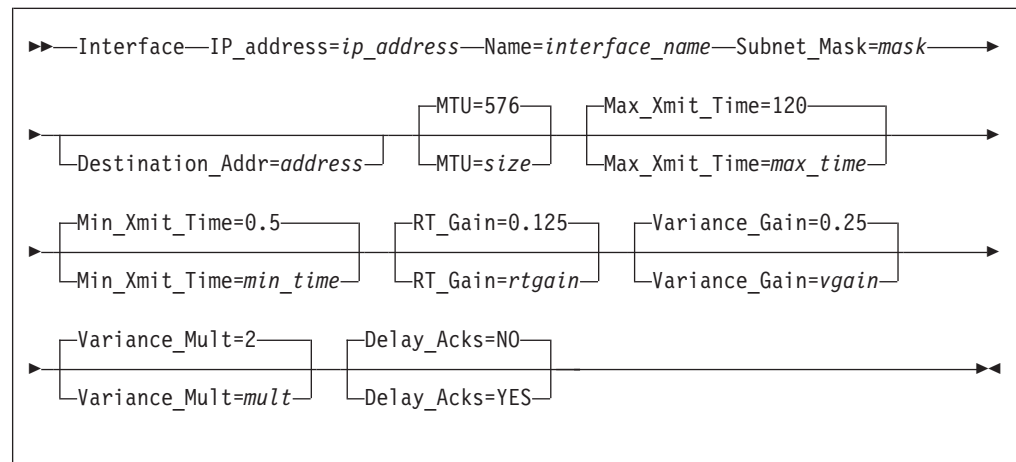 Interface IP_address=ip_address Name=interface_name Subnet_Mask=mask
MTU=576 Max_Xmit_Time=120
Destination_Addr=address MTU=size Max_Xmit_Time=max_time
Min_Xmit_Time=0.5 RT_Gain=0.125 Variance_Gain=0.25
Min_Xmit_Time=min_time RT_Gain=rtgain Variance_Gain=vgain
Variance_Mult=2 Delay_Acks=NO
Variance_Mult=mult Delay_Acks=YES